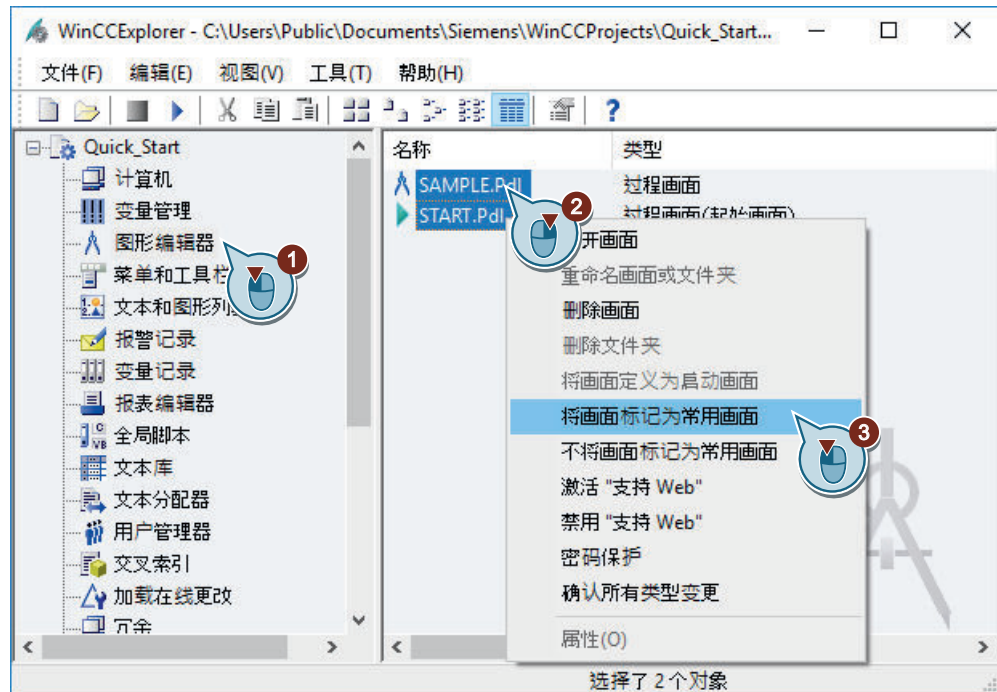 WinCCExplorer - C:\Users\Public\Documents\Siemens\WinCCProjects\Quick_Start...
文件(F) 编辑(E) 视图(V) 工具(T) 帮助(H)
Quick_Start
计算机
变量管理
图形编辑器
菜单和工具栏
文本和图形列
报警记录
变量记录
报表编辑器
全局脚本
文本库
文本分配器
用户管理器
交叉索引
加载在线更改
冗余
名称 类型
SAMPLE.Pdl 过程画面
START.Pdl 过程画面(起始画面)
1
2
3
开画面
重命名画面或文件夹
删除画面
删除文件夹
将画面定义为启动画面
将画面标记为常用画面
不将画面标记为常用画面
激活 "支持 Web"
禁用 "支持 Web"
密码保护
确认所有类型变更
属性(O)
选择了 2 个对象